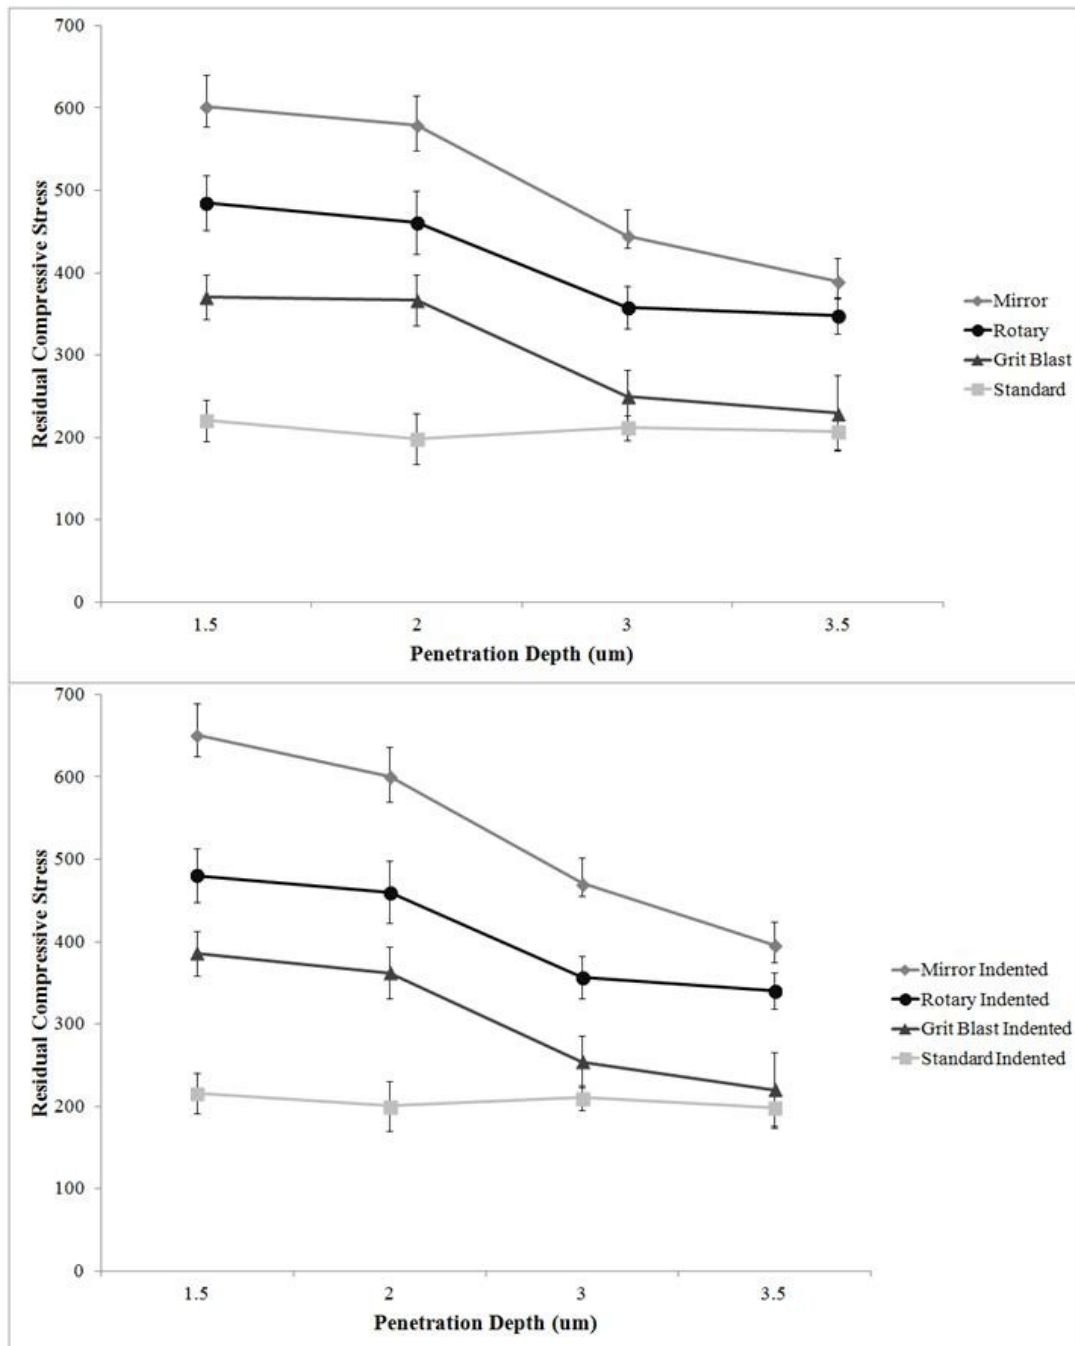 700
600
500
400
300
200
100
0
Residual Compressive Stress
1.5 2 3 3.5
Penetration Depth (um)
Mirror
Rotary
Grit Blast
Standard
700
600
500
400
300
200
100
0
Residual Compressive Stress
1.5 2 3 3.5
Penetration Depth (um)
Mirror Indented
Rotary Indented
Grit Blast Indented
Standard Indented